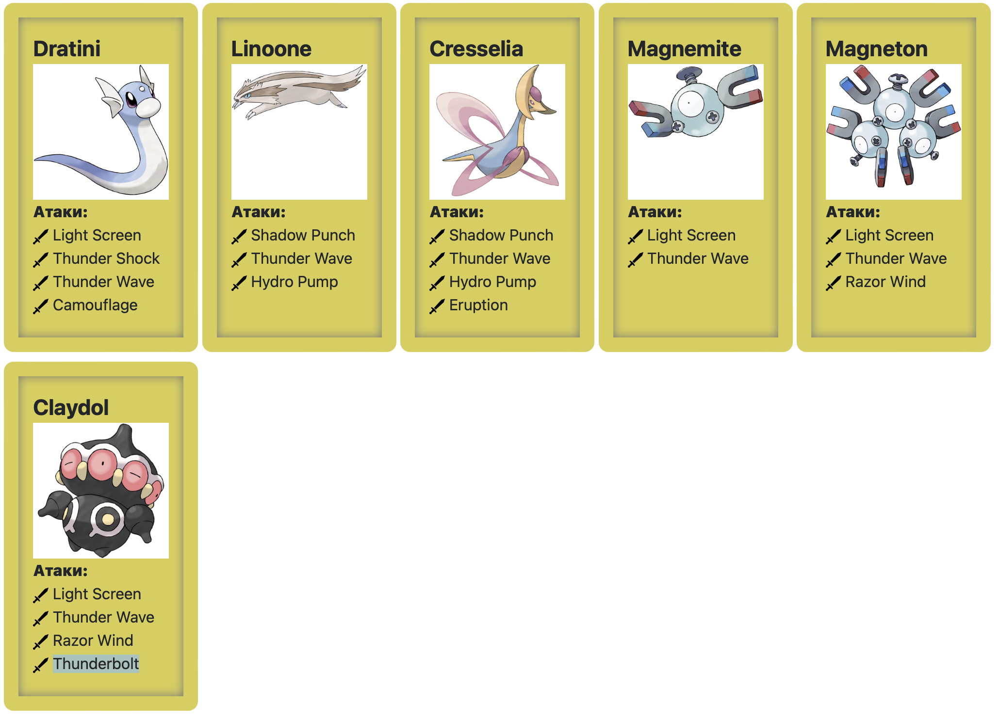 Dratini
Атаки:
Light Screen
Thunder Shock
Thunder Wave
Camouflage
Linoone
Атаки:
Shadow Punch
Thunder Wave
Hydro Pump
Cresselia
Атаки:
Shadow Punch
Thunder Wave
Hydro Pump
Eruption
Magnemite
Атаки:
Light Screen
Thunder Wave
Magneton
Атаки:
Light Screen
Thunder Wave
Razor Wind
Claydol
Атаки:
Light Screen
Thunder Wave
Razor Wind
Thunderbolt